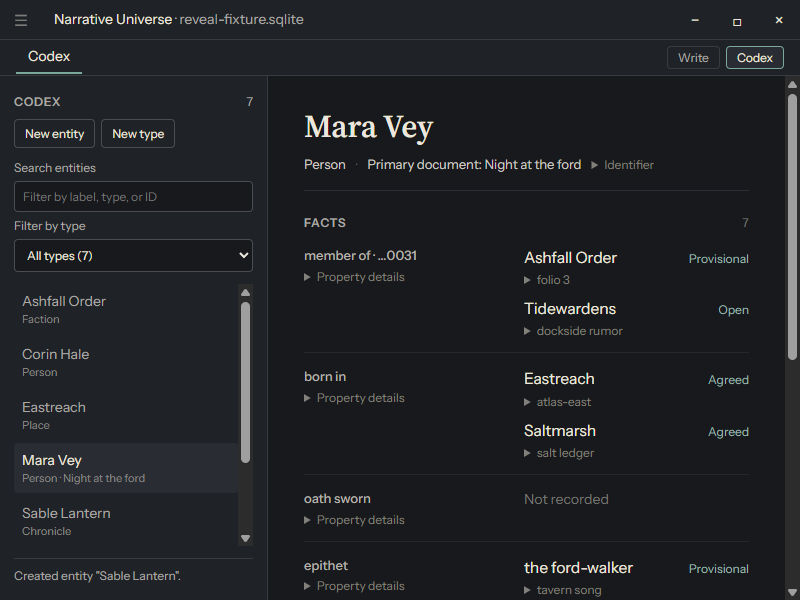 Narrative Universe · reveal-fixture.sqlite
Codex
Write
Codex
CODEX
7
New entity
New type
Search entities
Filter by label, type, or ID
Filter by type
All types (7)
Ashfall Order
Faction
Corin Hale
Person
Eastreach
Place
Mara Vey
Person · Night at the ford
Sable Lantern
Chronicle
Created entity "Sable Lantern".
Mara Vey
Person · Primary document: Night at the ford ▶ Identifier
FACTS
7
member of · …0031
▶ Property details
Ashfall Order
Provisional
▶ folio 3
Tidewardens
Open
▶ dockside rumor
born in
▶ Property details
Eastreach
Agreed
▶ atlas-east
Saltmarsh
Agreed
▶ salt ledger
oath sworn
▶ Property details
Not recorded
epithet
▶ Property details
the ford-walker
Provisional
▶ tavern song